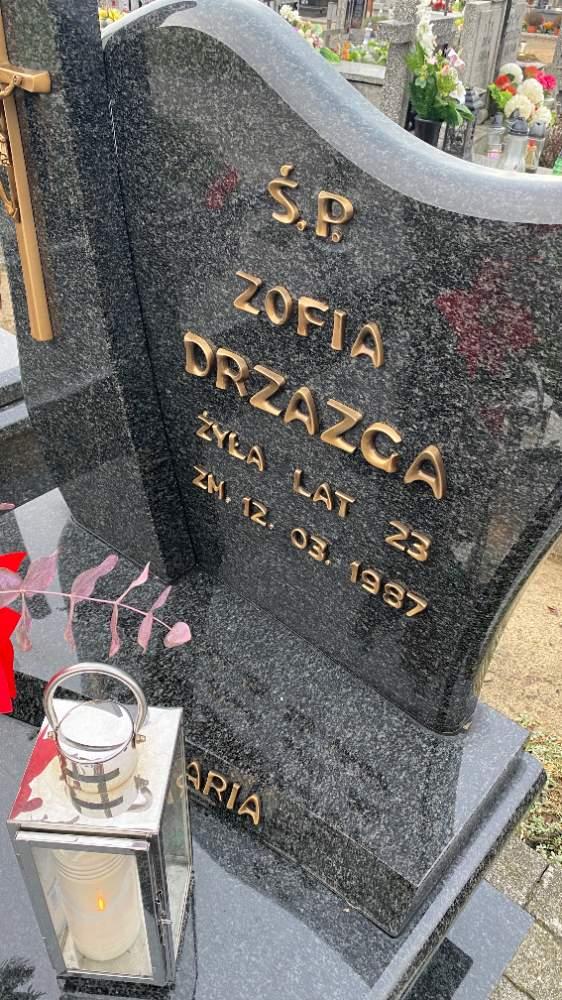 Ś.P.
ZOFIA
DRZAZGA
ŻYŁA LAT 23
ZM. 12. 03. 1987
ARIA